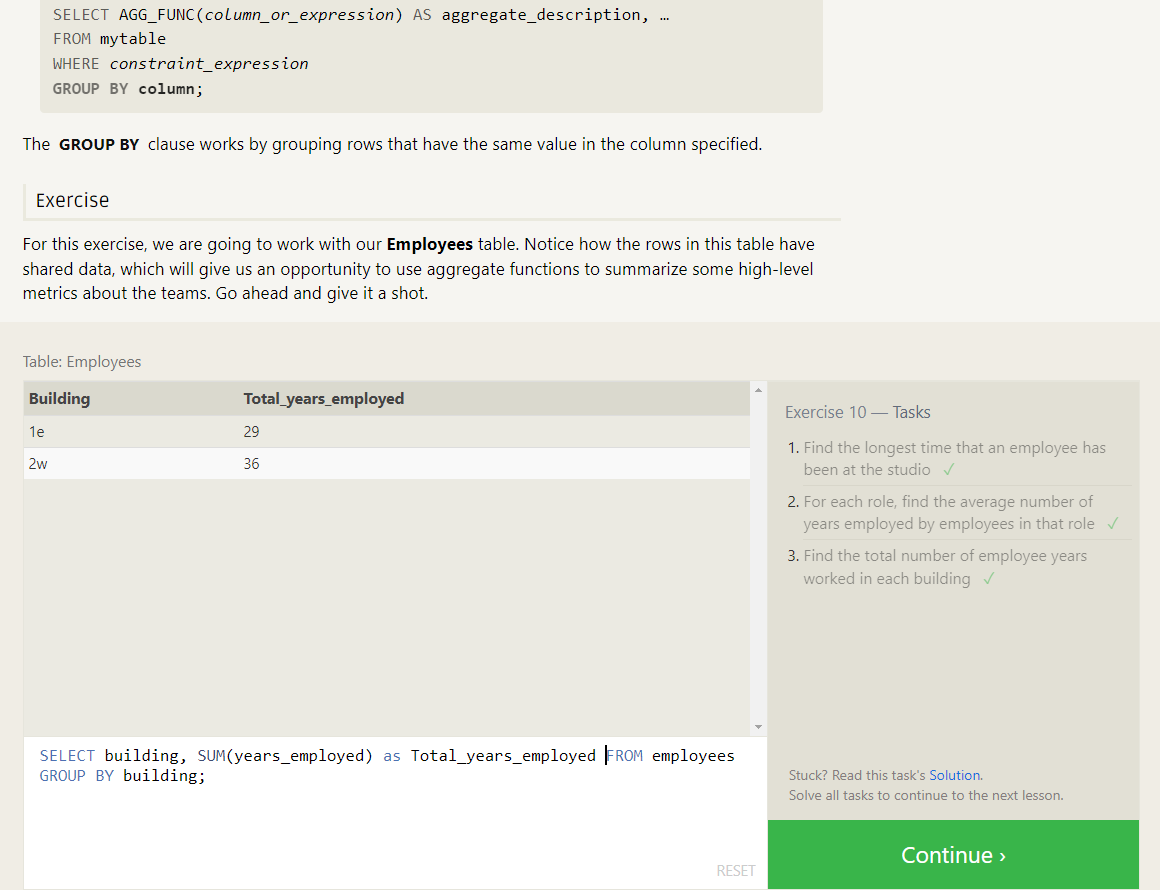 SELECT AGG_FUNC(column_or_expression) AS aggregate_description, …
FROM mytable
WHERE constraint_expression
GROUP BY column;
The GROUP BY clause works by grouping rows that have the same value in the column specified.
Exercise
For this exercise, we are going to work with our Employees table. Notice how the rows in this table have
shared data, which will give us an opportunity to use aggregate functions to summarize some high-level
metrics about the teams. Go ahead and give it a shot.
Table: Employees
Building Total_years_employed
1e 29
2w 36
SELECT building, SUM(years_employed) as Total_years_employed FROM employees
GROUP BY building;
RESET
Exercise 10 — Tasks
1. Find the longest time that an employee has
been at the studio ✓
2. For each role, find the average number of
years employed by employees in that role ✓
3. Find the total number of employee years
worked in each building ✓
Stuck? Read this task's Solution.
Solve all tasks to continue to the next lesson.
Continue ›